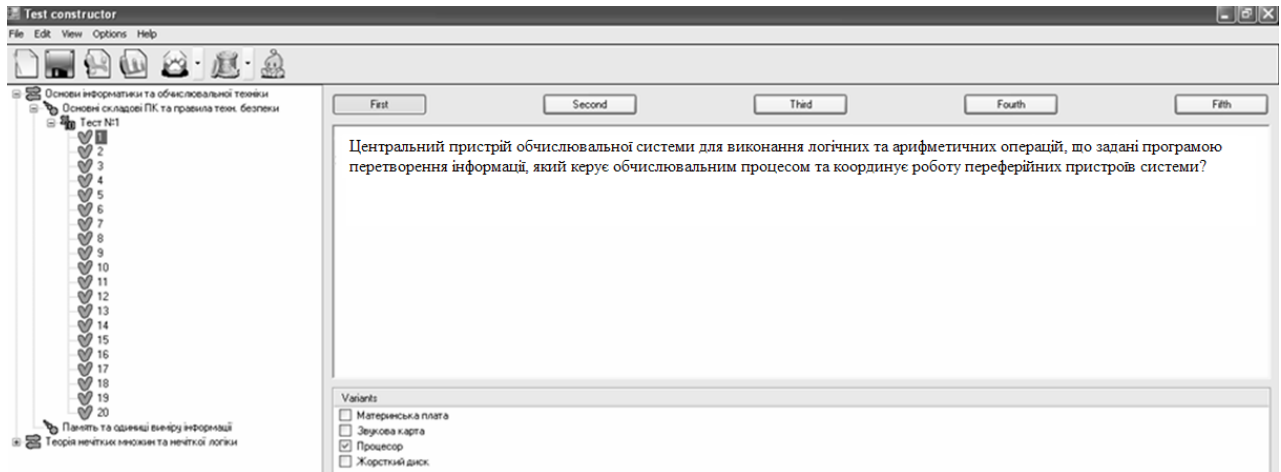 Test constructor
File Edit View Options Help
Основи інформатики та обчислювальної техніки
Основні складові ПК та правила техн. безпеки
Тест №1
1
2
3
4
5
6
7
8
9
10
11
12
13
14
15
16
17
18
19
20
Память та одиниці виміру інформації
Теорія нечітких множин та нечіткої логіки
First Second Third Fourth Fifth
Центральний пристрій обчислювальної системи для виконання логічних та арифметичних операцій, що задані програмою
перетворення інформації, який керує обчислювальним процесом та координує роботу переферійних пристроїв системи?
Variants
Материнська плата
Звукова карта
Процесор
Жорсткий диск